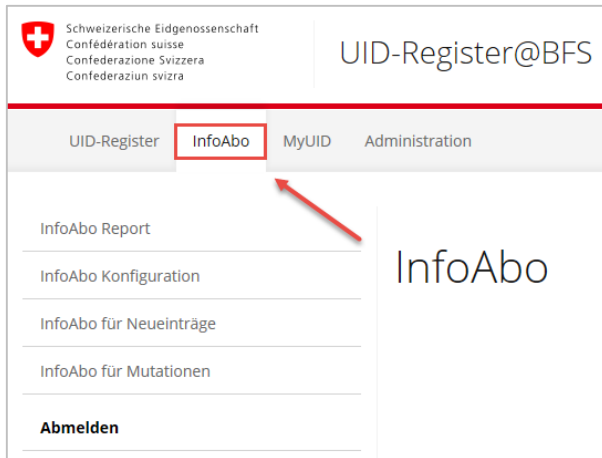 Schweizerische Eidgenossenschaft
Confédération suisse
Confederazione Svizzera
Confederaziun svizra
UID-Register@BFS
UID-Register InfoAbo MyUID Administration
InfoAbo Report
InfoAbo Konfiguration
InfoAbo für Neueinträge
InfoAbo für Mutationen
Abmelden
InfoAbo